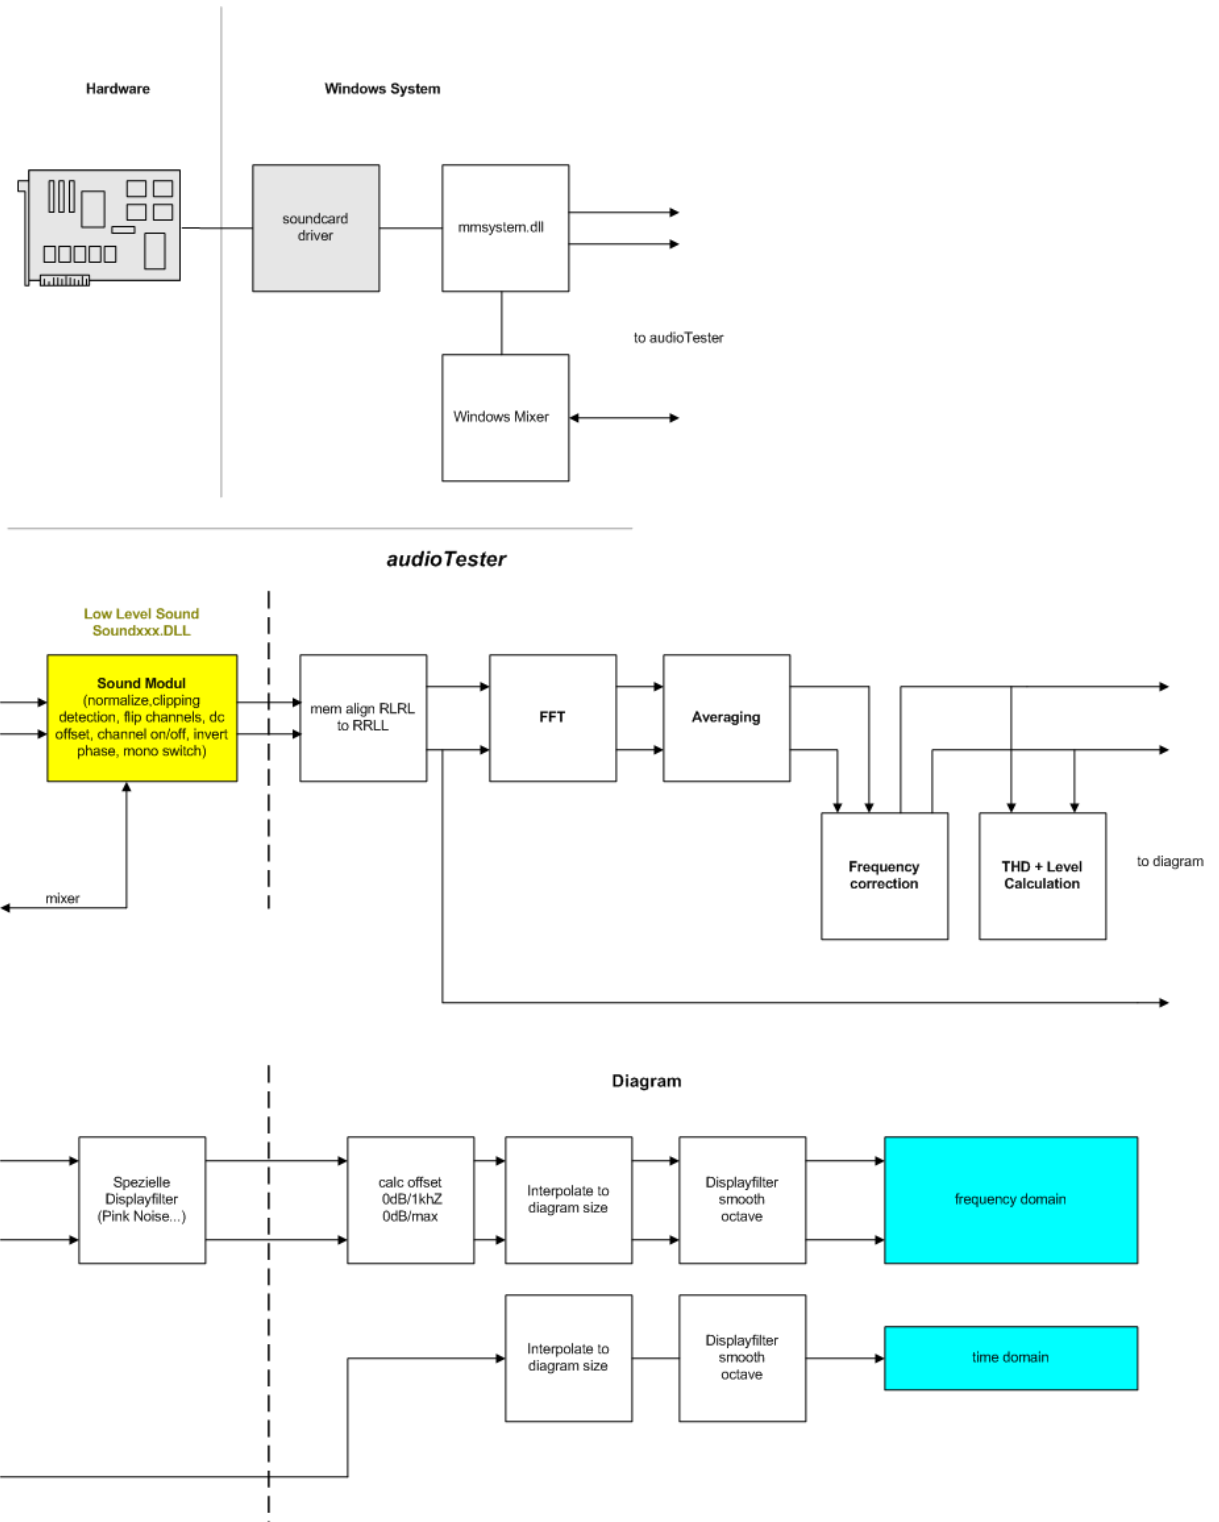 Hardware
Windows System
soundcard
driver
mmsystem.dll
to audioTester
Windows Mixer
audioTester
Low Level Sound
Soundxxx.DLL
Sound Modul
(normalize,clipping
detection, flip channels, dc
offset, channel on/off, invert
phase, mono switch)
mem align RLRL
to RRLL
FFT
Averaging
Frequency
correction
THD + Level
Calculation
to diagram
mixer
Diagram
Spezielle
Displayfilter
(Pink Noise...)
calc offset
0dB/1khZ
0dB/max
Interpolate to
diagram size
Displayfilter
smooth
octave
frequency domain
Interpolate to
diagram size
Displayfilter
smooth
octave
time domain